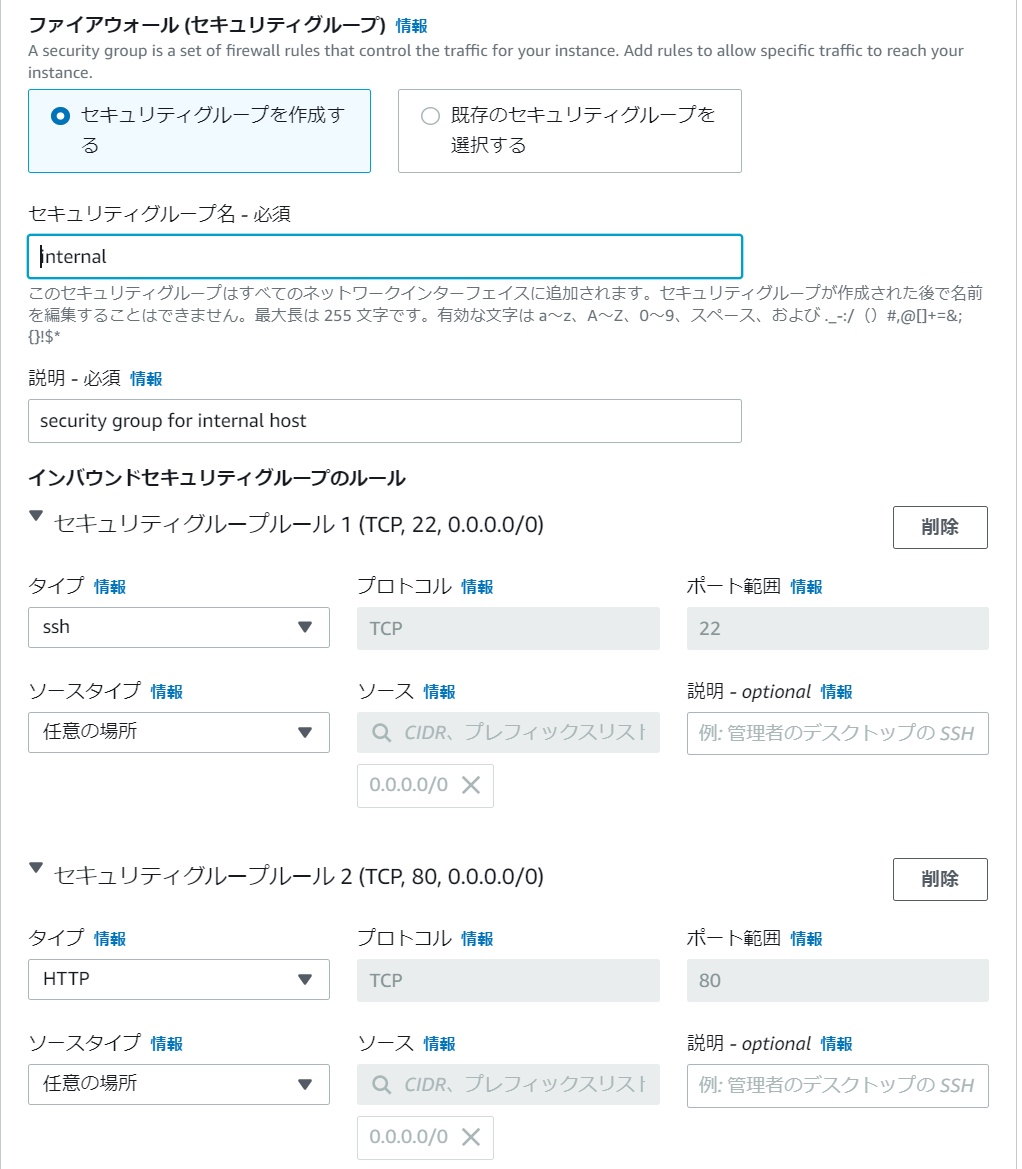 ファイアウォール (セキュリティグループ) 情報
A security group is a set of firewall rules that control the traffic for your instance. Add rules to allow specific traffic to reach your
instance.
セキュリティグループを作成す
る
既存のセキュリティグループを
選択する
セキュリティグループ名 - 必須
internal
このセキュリティグループはすべてのネットワークインターフェイスに追加されます。セキュリティグループが作成された後で名前
を編集することはできません。最大長は 255 文字です。有効な文字は a～z、A～Z、0～9、スペース、および ._-:/（）#,@[]+=&;
{}!$*
説明 - 必須 情報
security group for internal host
インバウンドセキュリティグループのルール
セキュリティグループルール 1 (TCP, 22, 0.0.0.0/0)
削除
タイプ 情報 プロトコル 情報 ポート範囲 情報
ssh TCP 22
ソースタイプ 情報 ソース 情報 説明 - optional 情報
任意の場所 CIDR、プレフィックスリスト 例: 管理者のデスクトップの SSH
0.0.0.0/0
セキュリティグループルール 2 (TCP, 80, 0.0.0.0/0)
削除
タイプ 情報 プロトコル 情報 ポート範囲 情報
HTTP TCP 80
ソースタイプ 情報 ソース 情報 説明 - optional 情報
任意の場所 CIDR、プレフィックスリスト 例: 管理者のデスクトップの SSH
0.0.0.0/0